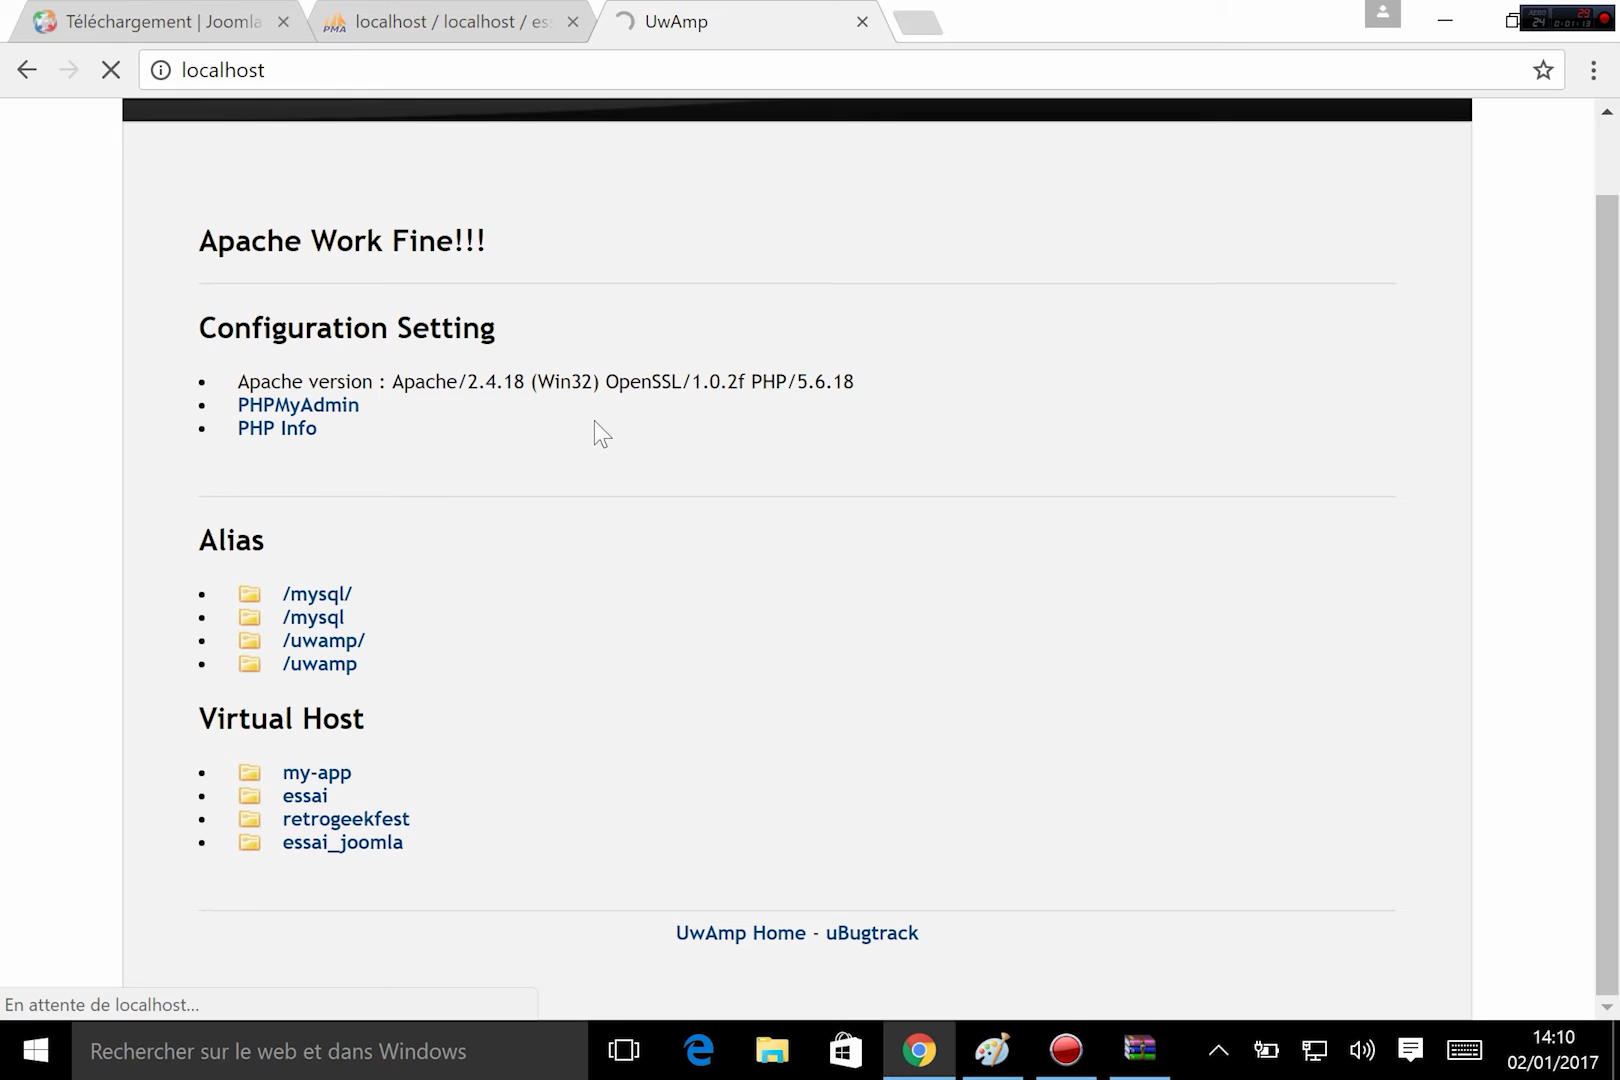 Téléchargement | Joomla
localhost / localhost / es
UwAmp
localhost
Apache Work Fine!!!
Configuration Setting
Apache version : Apache/2.4.18 (Win32) OpenSSL/1.0.2f PHP/5.6.18
PHPMyAdmin
PHP Info
Alias
/mysql/
/mysql
/uwamp/
/uwamp
Virtual Host
my-app
essai
retrogeekfest
essai_joomla
UwAmp Home - uBugtrack
En attente de localhost...
Rechercher sur le web et dans Windows
14:10
02/01/2017